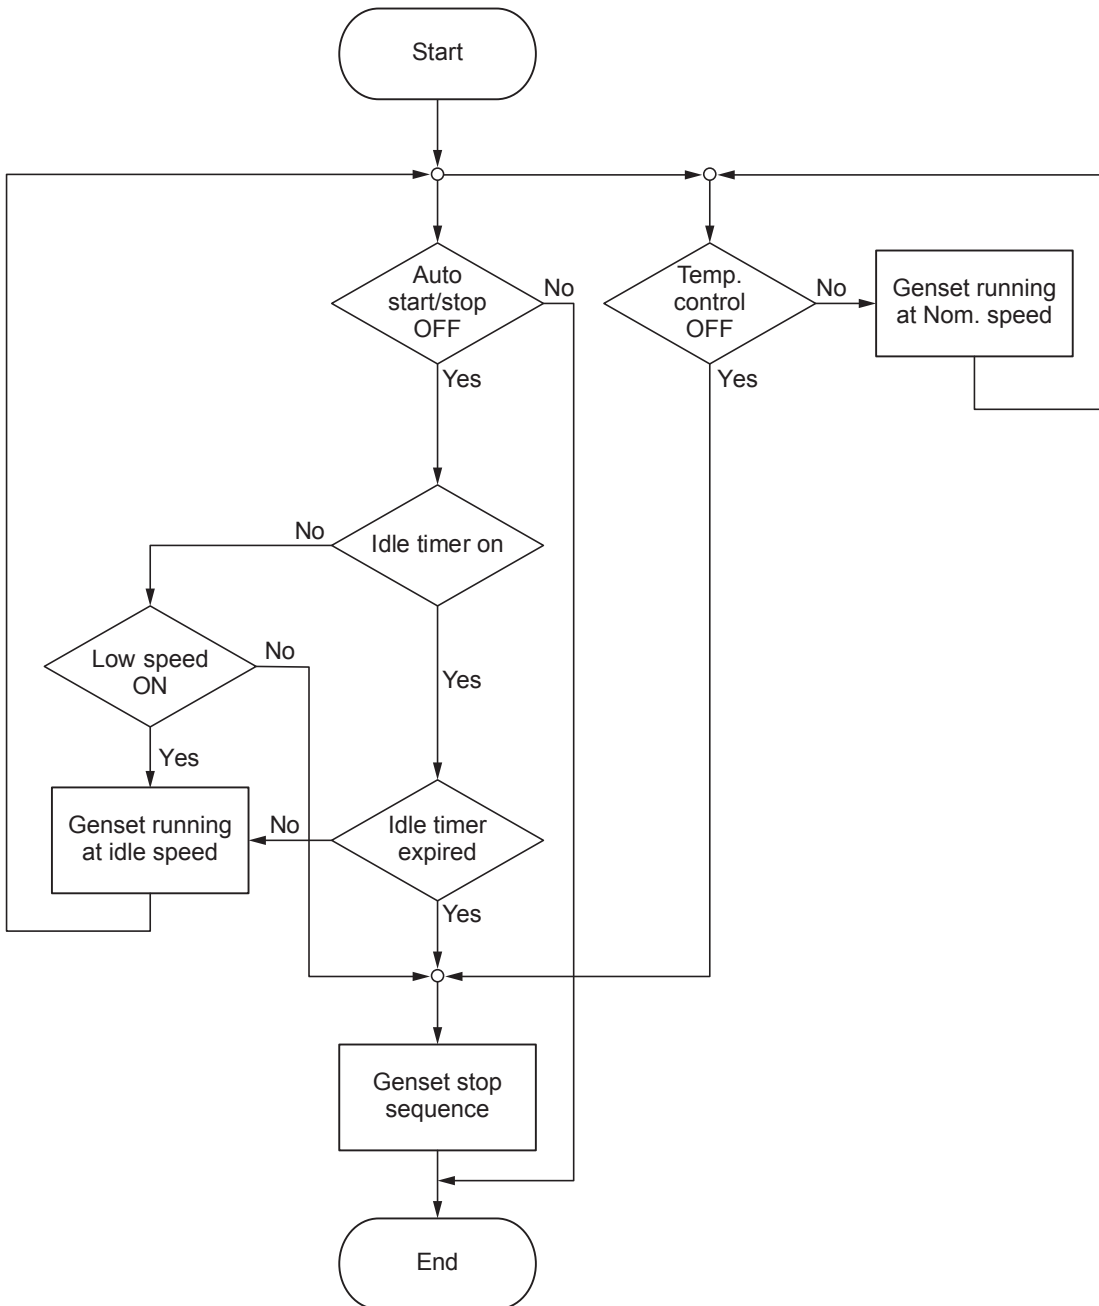 Start
Auto
start/stop
OFF
No
Yes
Temp.
control
OFF
No
Yes
Genset running
at Nom. speed
Idle timer on
No
Yes
Low speed
ON
No
Yes
Genset running
at idle speed
No
Idle timer
expired
Yes
Genset stop
sequence
End